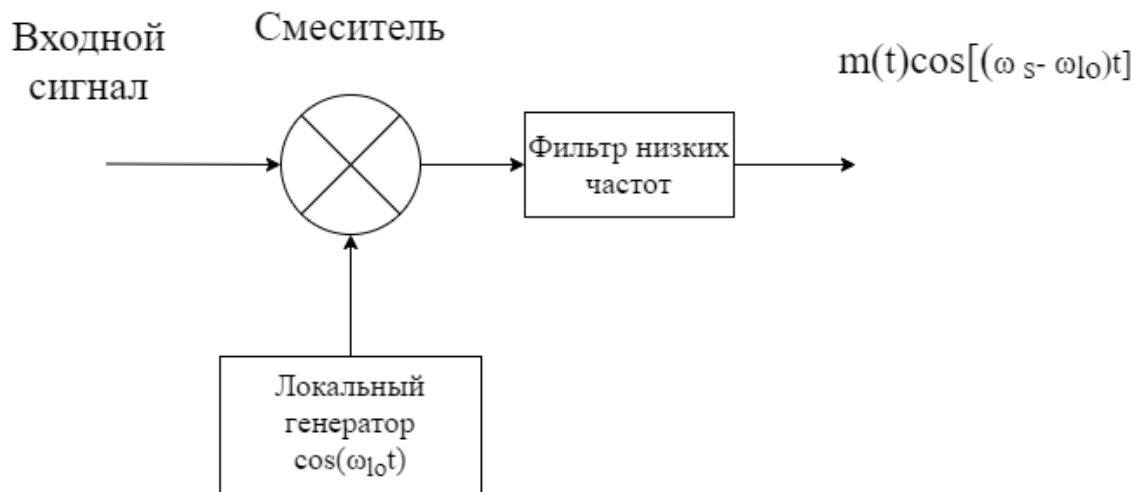 Входной
сигнал
Смеситель
m(t)cos[(ω s- ωlo)t]
Фильтр низких
частот
Локальный
генератор
cos(ωlot)